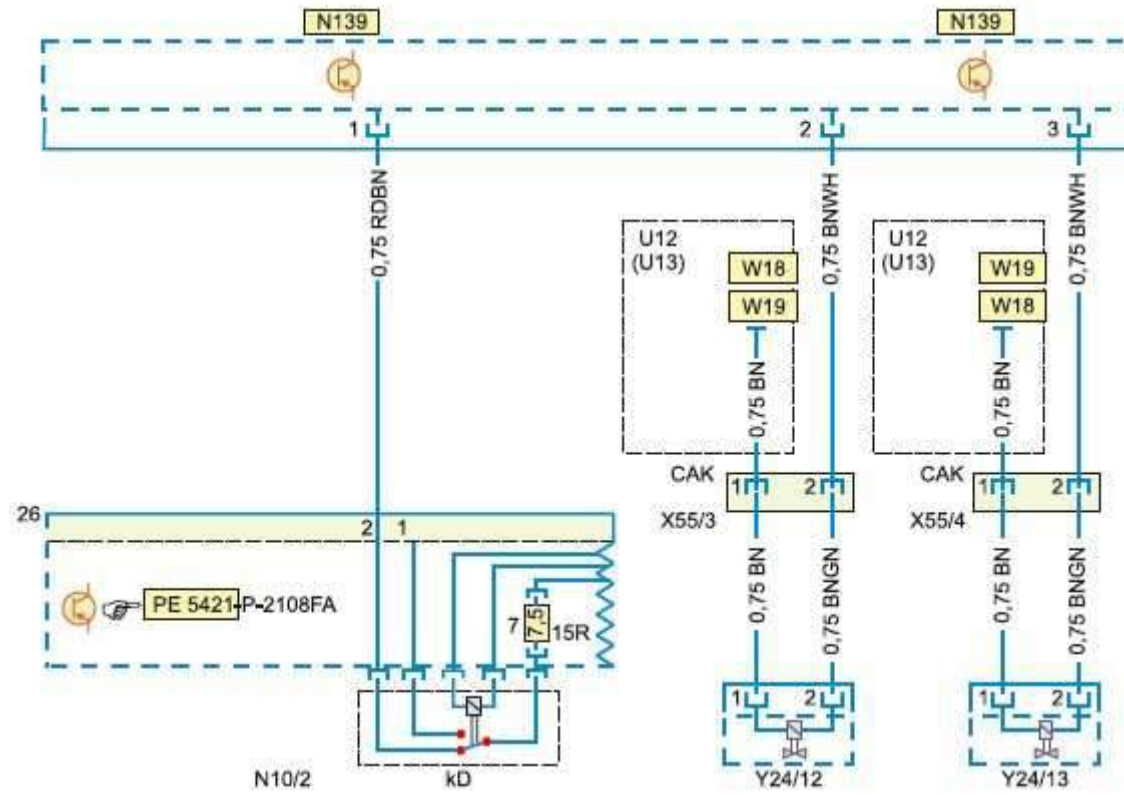 N139
N139
1
2
3
0,75 RDBN
0,75 BNWH
0,75 BNWH
U12
(U13)
W18
W19
0,75 BN
U12
(U13)
W19
W18
0,75 BN
CAK
1
2
X55/3
CAK
1
2
X55/4
26
2
1
PE 5421-P-2108FA
7
7,5
15R
0,75 BN
0,75 BNGN
0,75 BN
0,75 BNGN
1
2
1
2
N10/2
kD
Y24/12
Y24/13